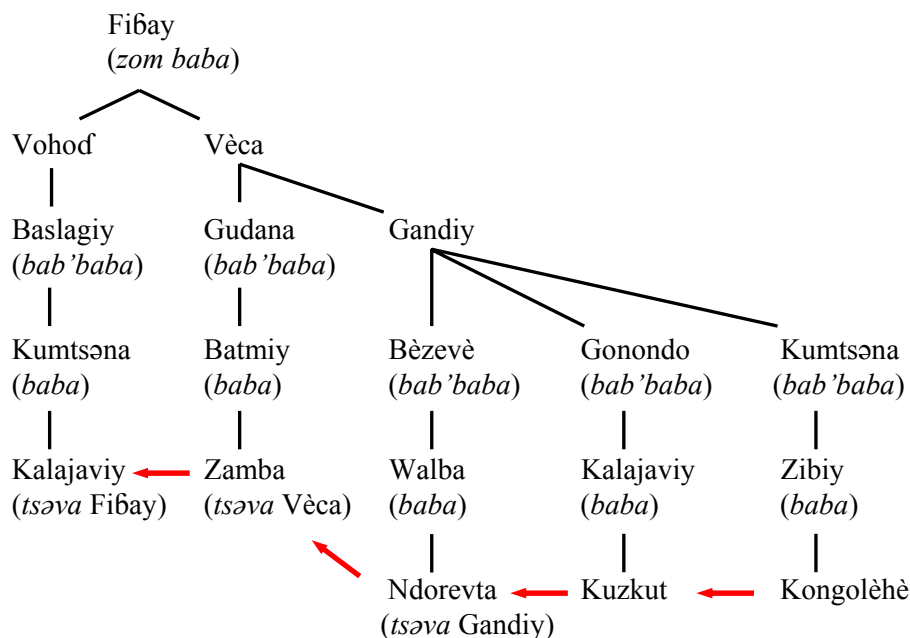 Fiɓay
(zom baba)
Vohoɗ Vèca
Baslagiy Gudana Gandiy
(bab’baba) (bab’baba)
Kumtsəna Batmiy Bèzevè Gonondo Kumtsəna
(baba) (baba) (bab’baba) (bab’baba) (bab’baba)
Kalajaviy Zamba Walba Kalajaviy Zibiy
(tsəva Fiɓay) (tsəva Vèca) (baba) (baba) (baba)
Ndorevta Kuzkut Kongolèhè
(tsəva Gandiy)